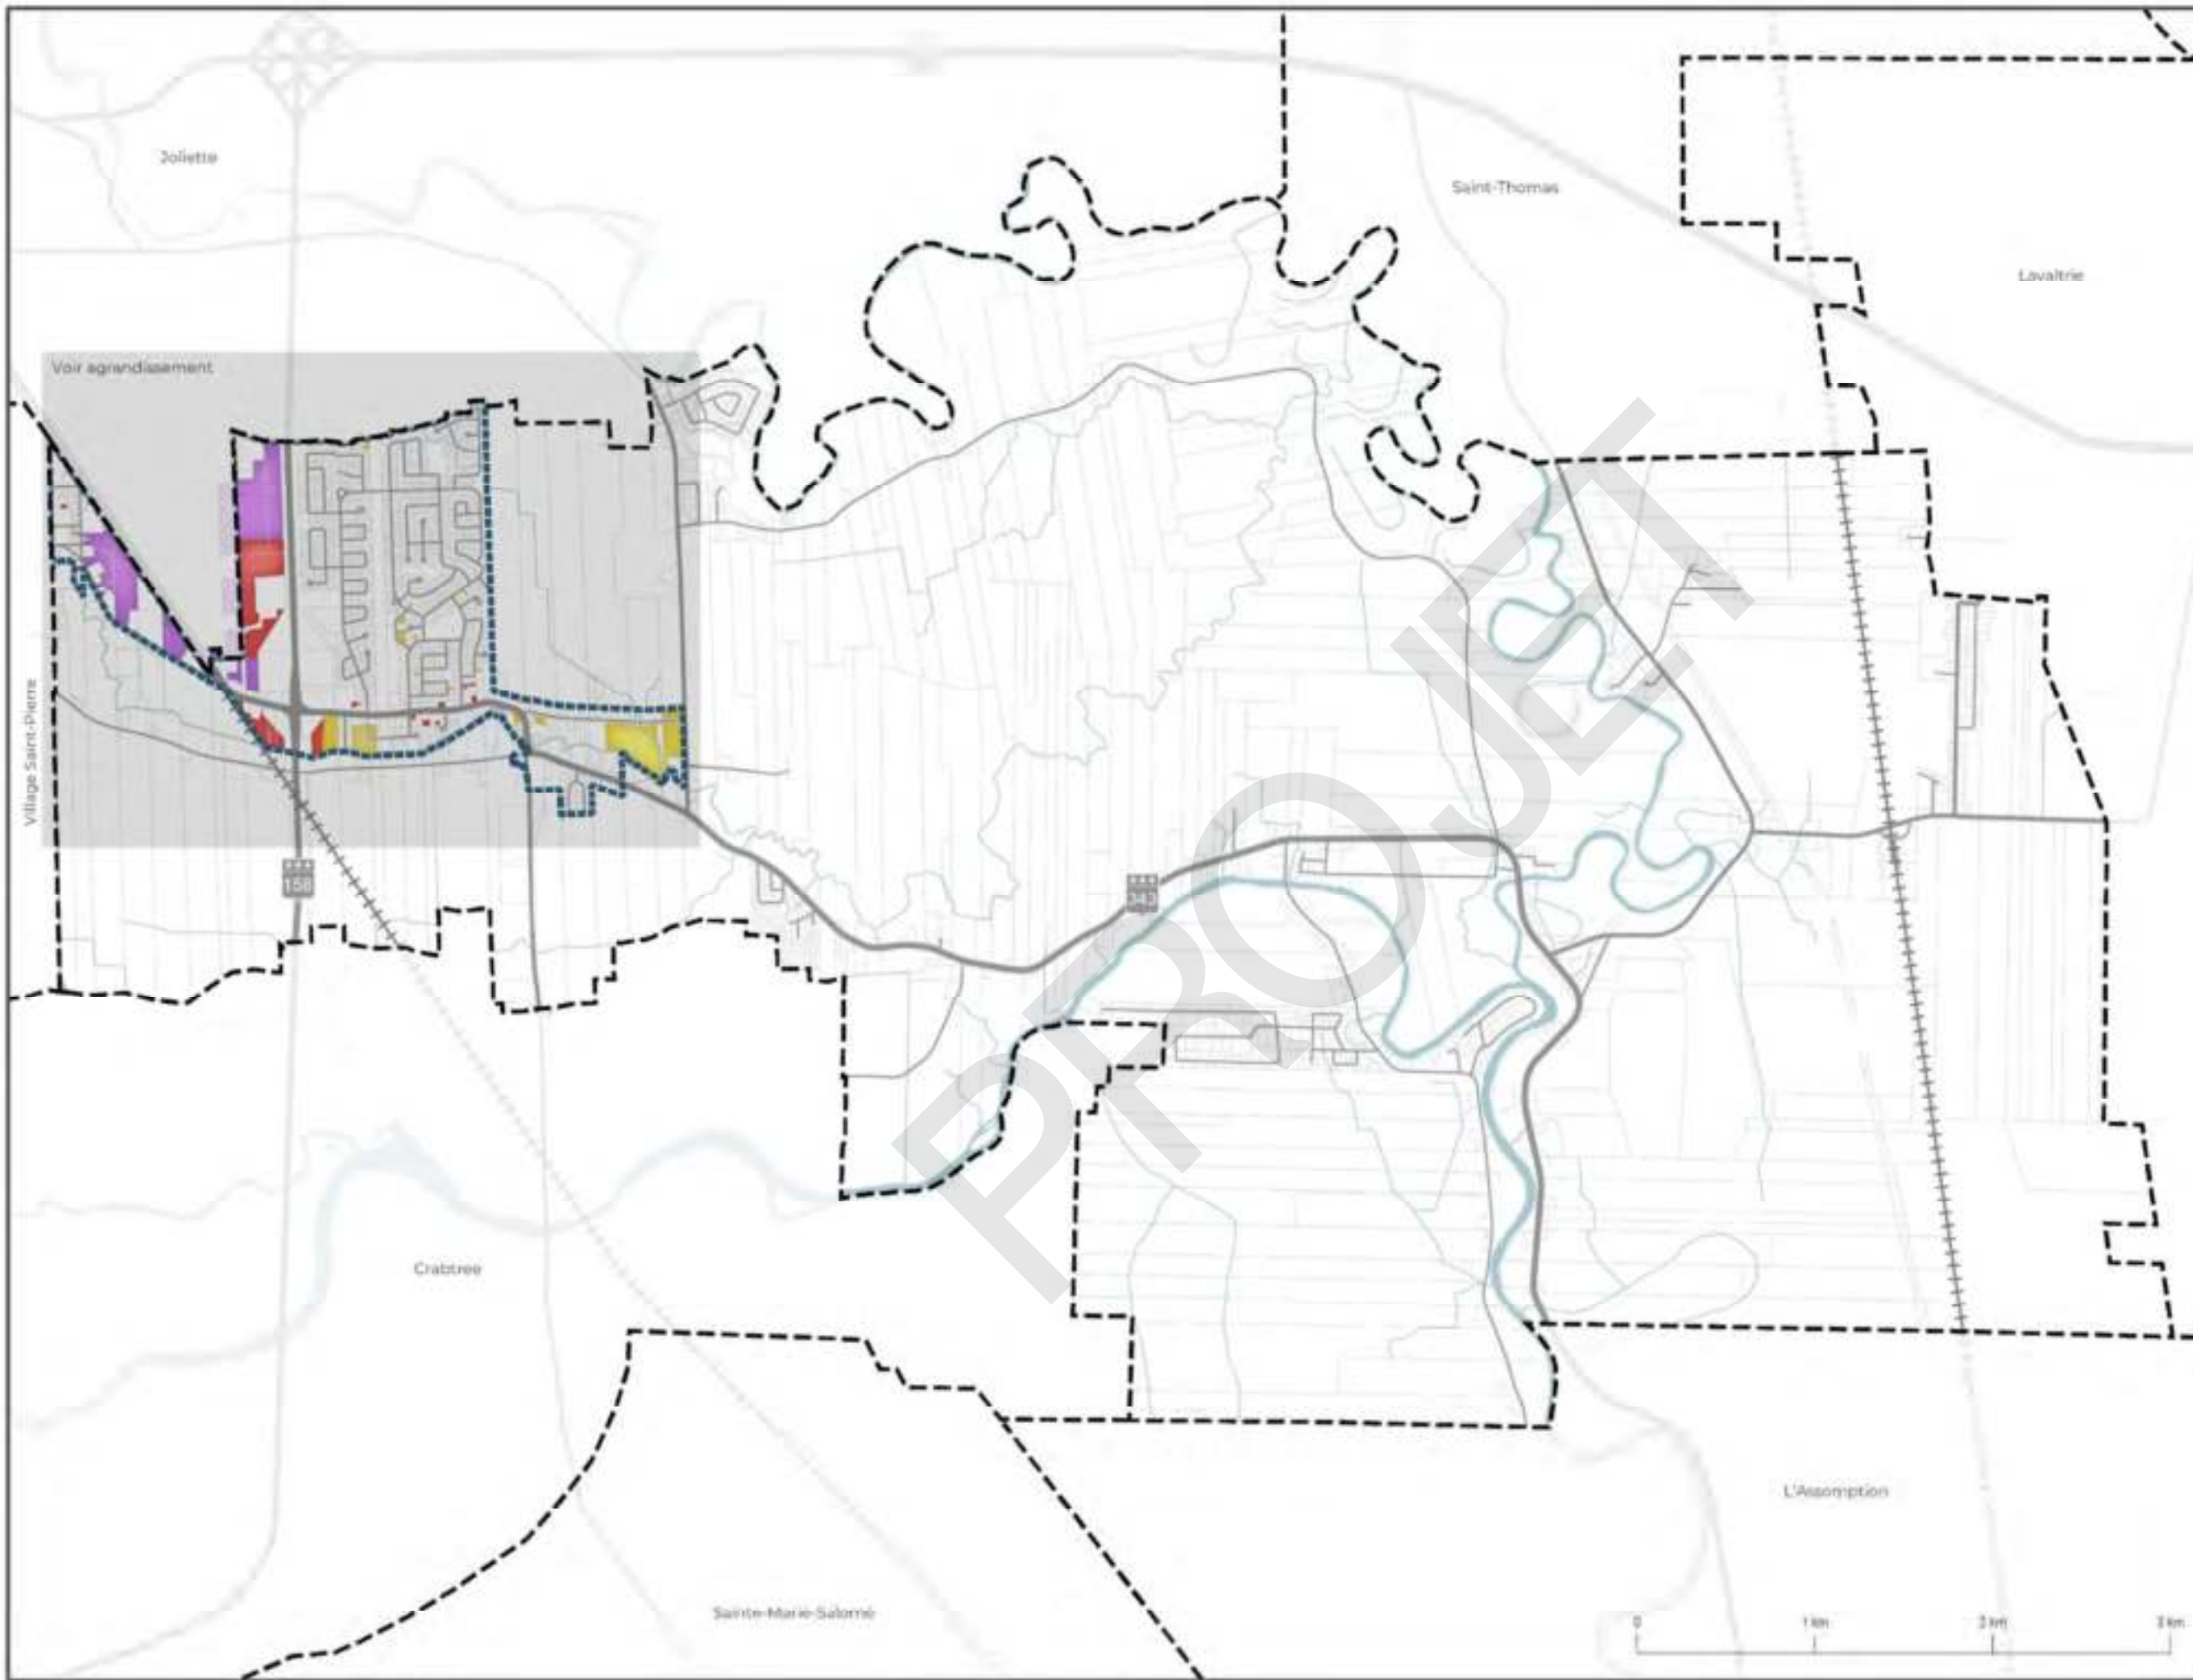 Joliette
Saint-Thomas
Lavaltrie
Voir agrandissement
Village Saint-Pierre
158
343
PROJET
Crabtree
L'Assomption
Sainte-Marie-Salomé
0 1 km 2 km 3 km